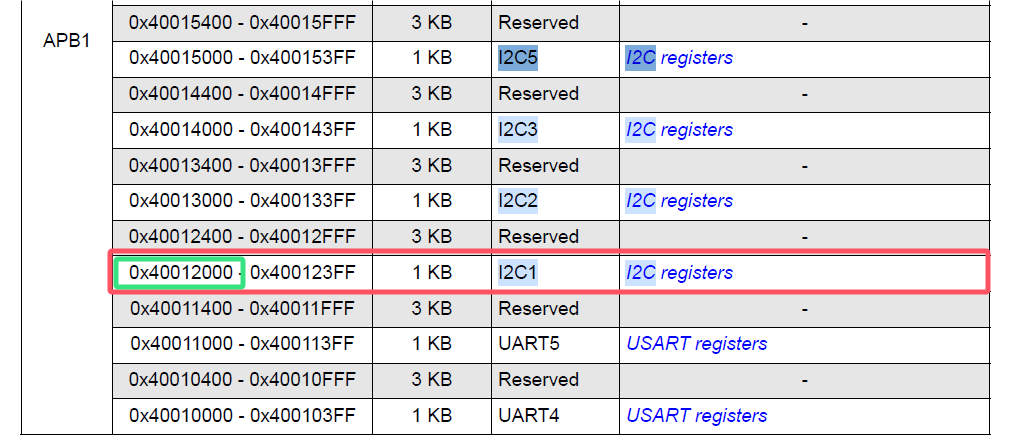 APB1
0x40015400 - 0x40015FFF 3 KB Reserved -
0x40015000 - 0x400153FF 1 KB I2C5 I2C registers
0x40014400 - 0x40014FFF 3 KB Reserved -
0x40014000 - 0x400143FF 1 KB I2C3 I2C registers
0x40013400 - 0x40013FFF 3 KB Reserved -
0x40013000 - 0x400133FF 1 KB I2C2 I2C registers
0x40012400 - 0x40012FFF 3 KB Reserved -
0x40012000 - 0x400123FF 1 KB I2C1 I2C registers
0x40011400 - 0x40011FFF 3 KB Reserved -
0x40011000 - 0x400113FF 1 KB UART5 USART registers
0x40010400 - 0x40010FFF 3 KB Reserved -
0x40010000 - 0x400103FF 1 KB UART4 USART registers